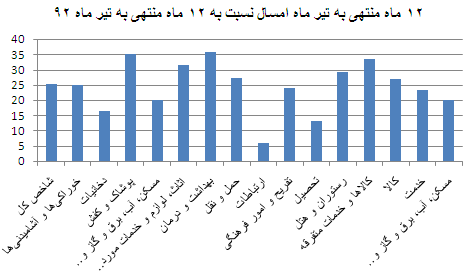 ۱۲ ماه منتهی به تیر ماه امسال نسبت به ۱۲ ماه منتهی به تیر ماه ۹۲
40
35
30
25
20
15
10
5
0
شاخص کل
خوراکی‌ها و آشامیدنی‌ها
دخانیات
پوشاک و کفش
مسکن، آب، برق و گاز و..
اثاث، لوازم و خدمات مورد..
بهداشت و درمان
حمل و نقل
ارتباطات
تفریح و امور فرهنگی
تحصیل
رستوران و هتل
کالاها و خدمات متفرقه
کالا
خدمت
مسکن، آب، برق و گاز و..